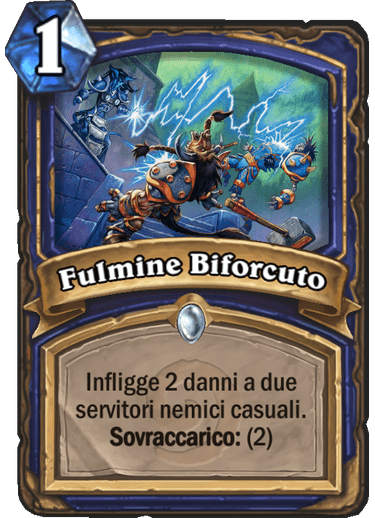 1
Fulmine Biforcuto
Infligge 2 danni a due
servitori nemici casuali.
Sovraccarico: (2)